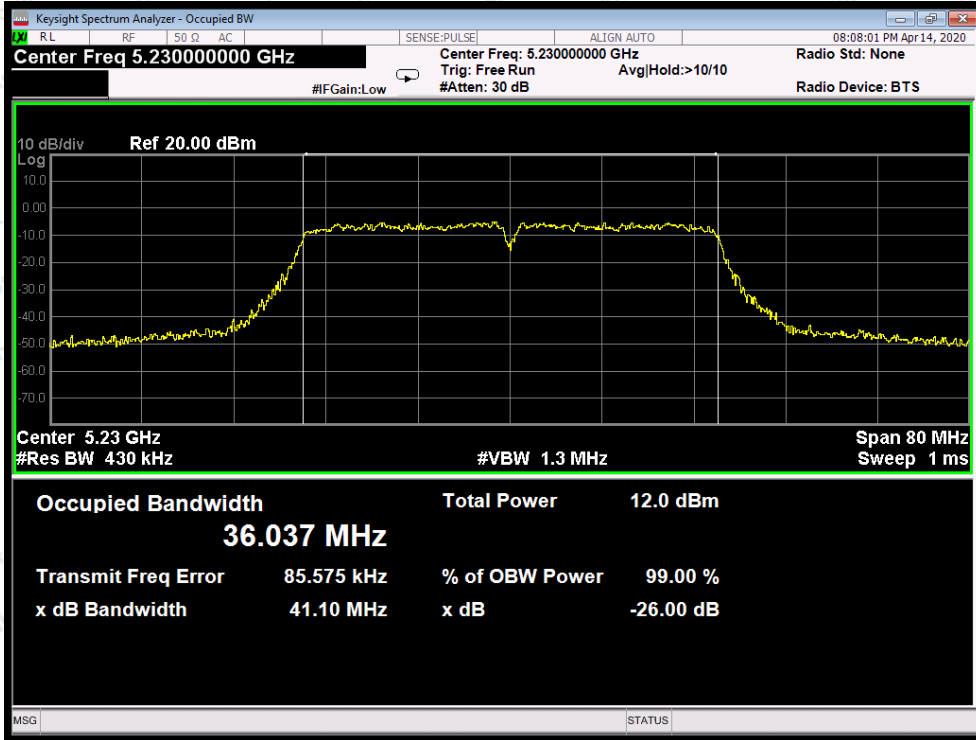 Keysight Spectrum Analyzer - Occupied BW
LXI RL RF 50 Ω AC SENSE:PULSE ALIGN AUTO 08:08:01 PM Apr 14, 2020
Center Freq 5.230000000 GHz
Center Freq: 5.230000000 GHz
Radio Std: None
Trig: Free Run Avg|Hold:>10/10
#IFGain:Low #Atten: 30 dB Radio Device: BTS
10 dB/div Ref 20.00 dBm
Log
10.0
0.00
-10.0
-20.0
-30.0
-40.0
-50.0
-60.0
-70.0
Center 5.23 GHz Span 80 MHz
#Res BW 430 kHz #VBW 1.3 MHz Sweep 1 ms
Occupied Bandwidth Total Power 12.0 dBm
36.037 MHz
Transmit Freq Error 85.575 kHz % of OBW Power 99.00 %
x dB Bandwidth 41.10 MHz x dB -26.00 dB
MSG STATUS